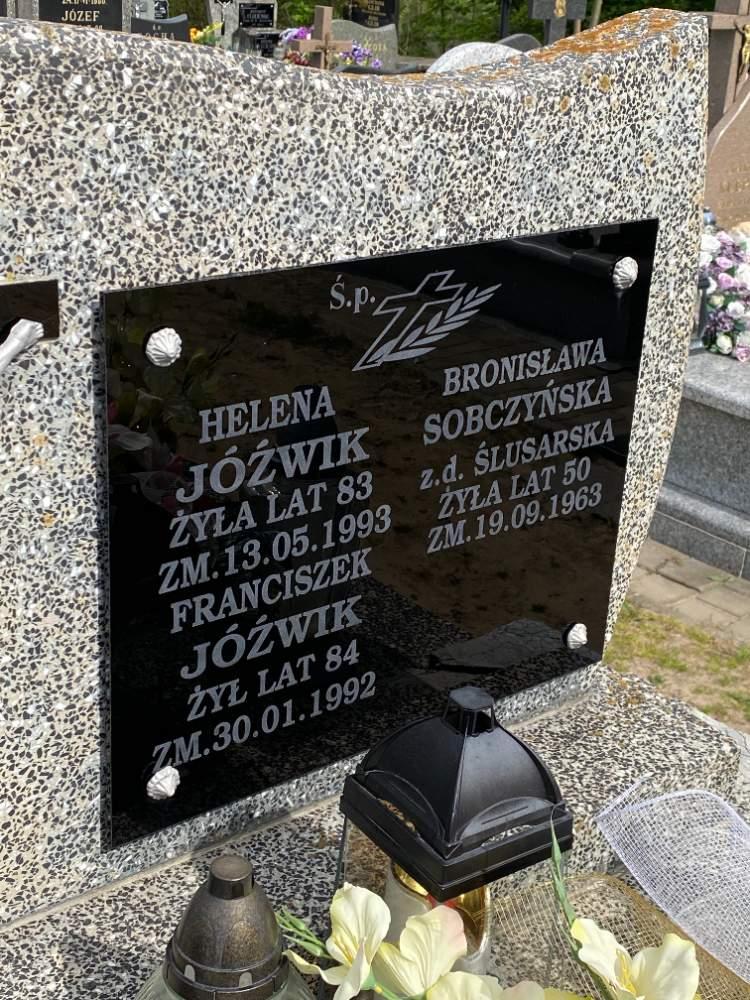 Ś.p.
HELENA
JÓŹWIK
ŻYŁA LAT 83
ZM.13.05.1993
FRANCISZEK
JÓŹWIK
ŻYŁ LAT 84
ZM.30.01.1992
BRONISŁAWA
SOBCZYŃSKA
z.d. ŚLUSARSKA
ŻYŁA LAT 50
ZM.19.09.1963
JÓZEF